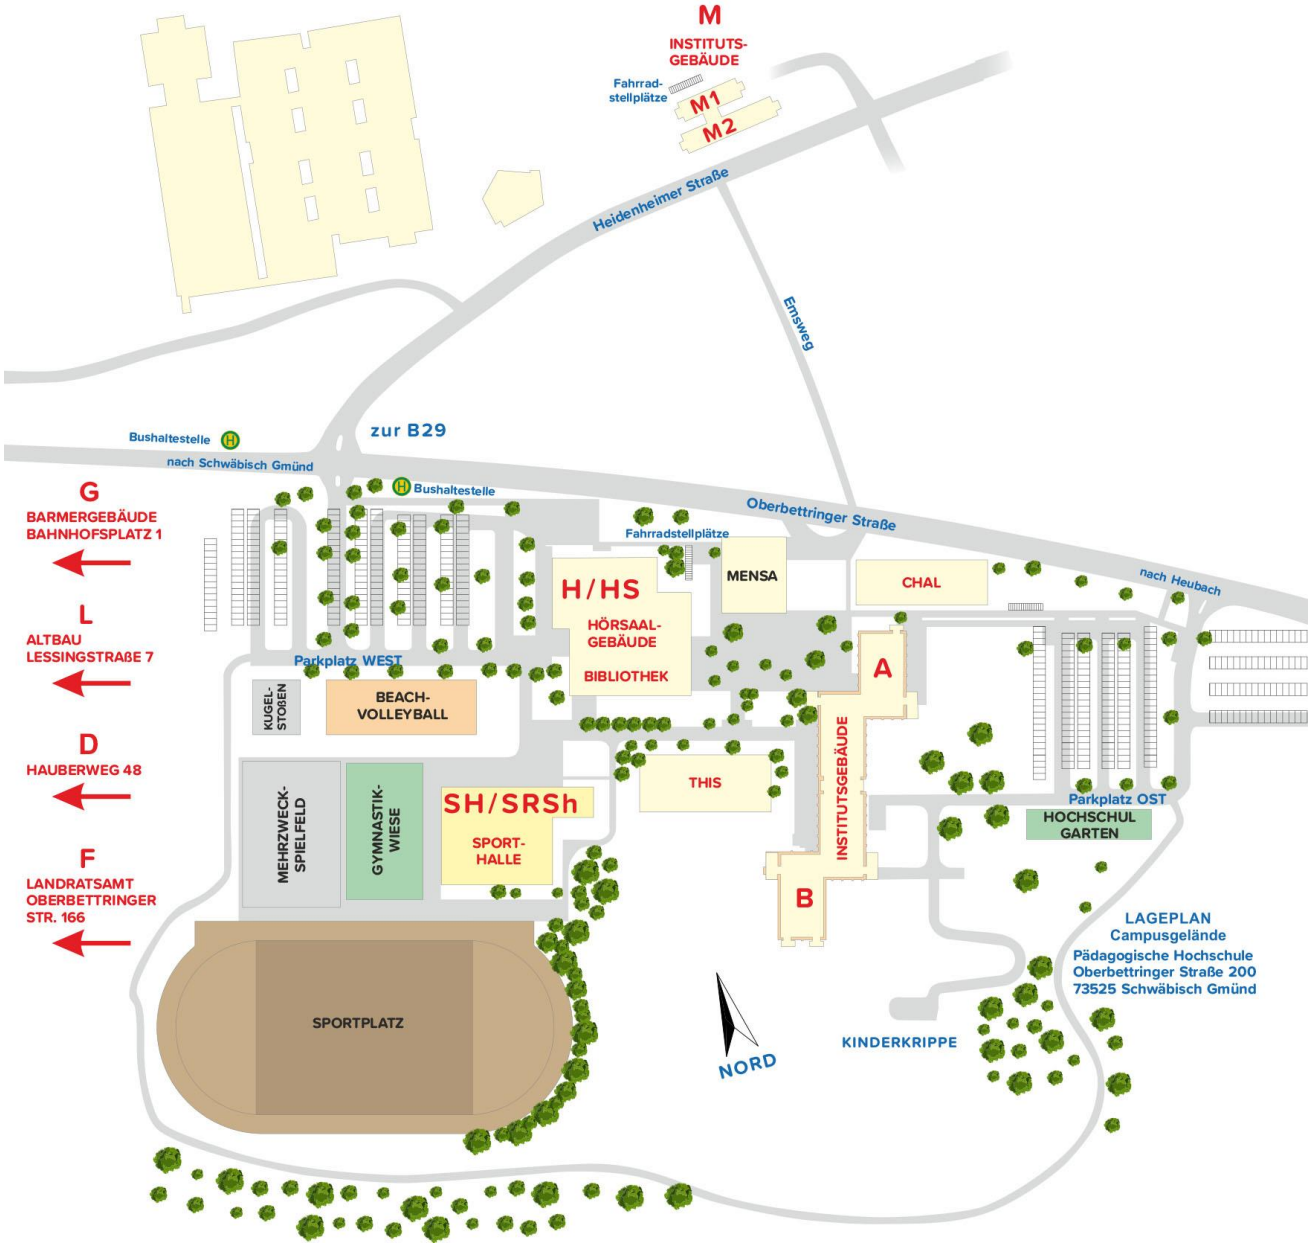 M
INSTITUTS-
GEBÄUDE
Fahrrad-
stellplätze
M1
M2
Heidenheimer Straße
Emsweg
zur B29
Bushaltestelle H
nach Schwäbisch Gmünd
H Bushaltestelle
Oberbettringer Straße
nach Heubach
G
BARMERGEBÄUDE
BAHNHOFSPLATZ 1
L
ALTBAU
LESSINGSTRAßE 7
D
HAUBERWEG 48
F
LANDRATSAMT
OBERBETTRINGER
STR. 166
Fahrradstellplätze
H/HS
HÖRSAAL-
GEBÄUDE
BIBLIOTHEK
MENSA
CHAL
Parkplatz WEST
KUGEL-
STOßEN
BEACH-
VOLLEYBALL
A
INSTITUTSGEBÄUDE
B
THIS
MEHRZWECK-
SPIELFELD
GYMNASTIK-
WIESE
SH/SRSh
SPORT-
HALLE
Parkplatz OST
HOCHSCHUL
GARTEN
SPORTPLATZ
NORD
KINDERKRIPPE
LAGEPLAN
Campusgelände
Pädagogische Hochschule
Oberbettringer Straße 200
73525 Schwäbisch Gmünd